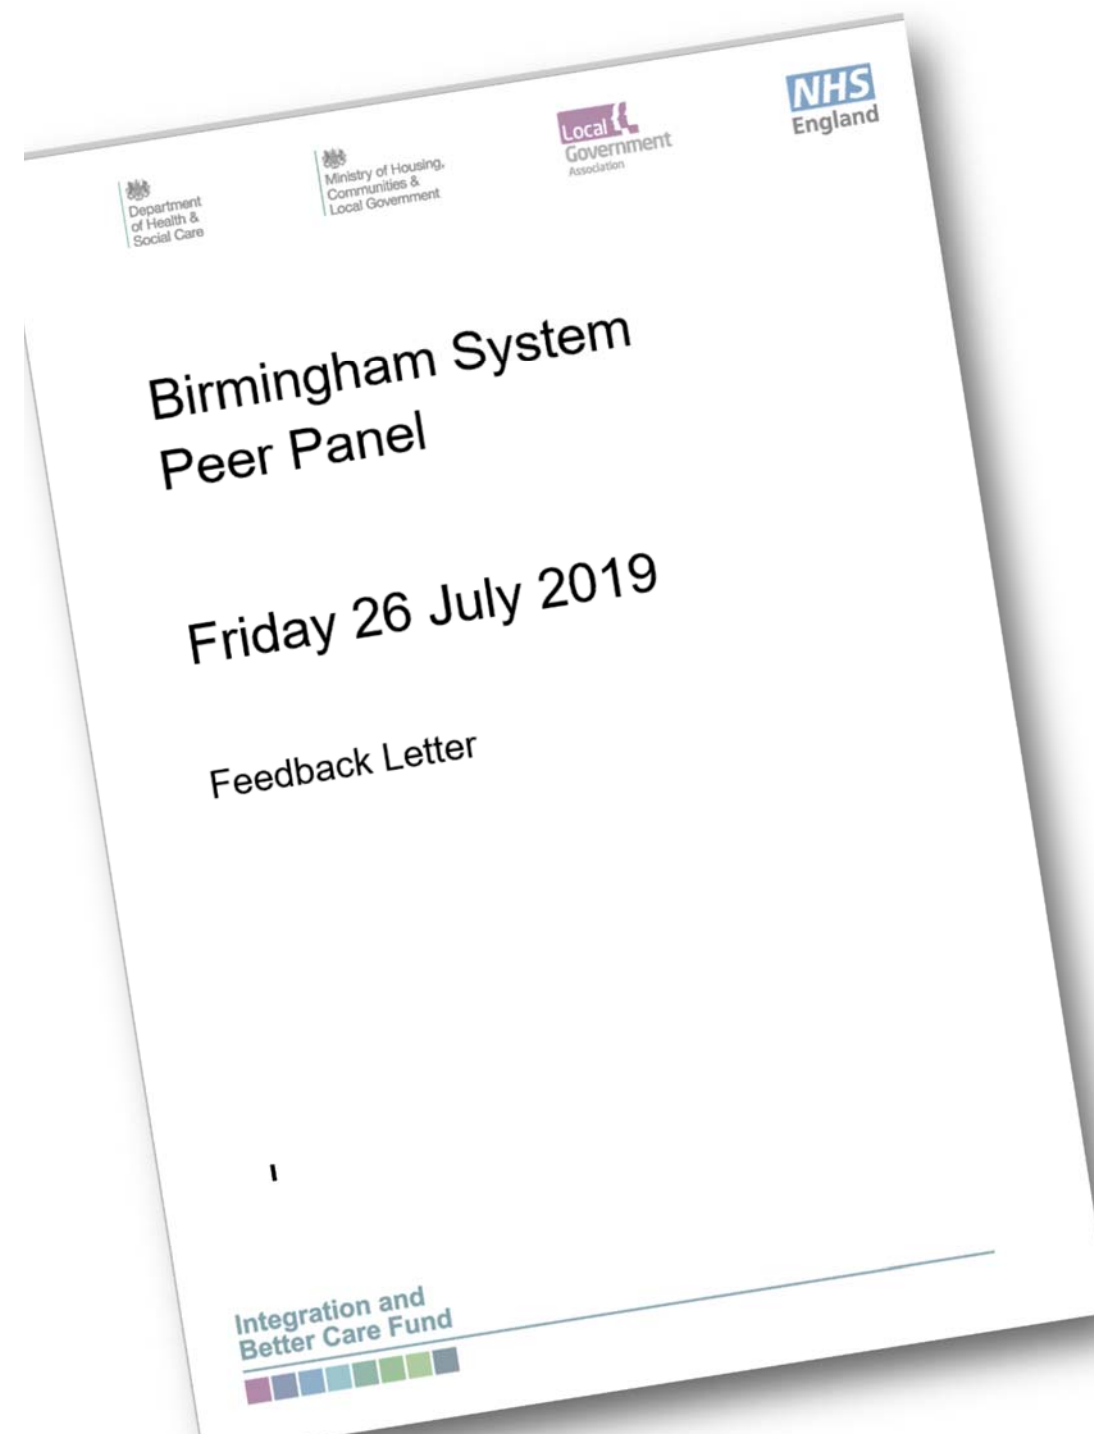 Department
of Health &
Social Care
Ministry of Housing,
Communities &
Local Government
Local
Government
Association
NHS
England
Birmingham System
Peer Panel
Friday 26 July 2019
Feedback Letter
Integration and
Better Care Fund